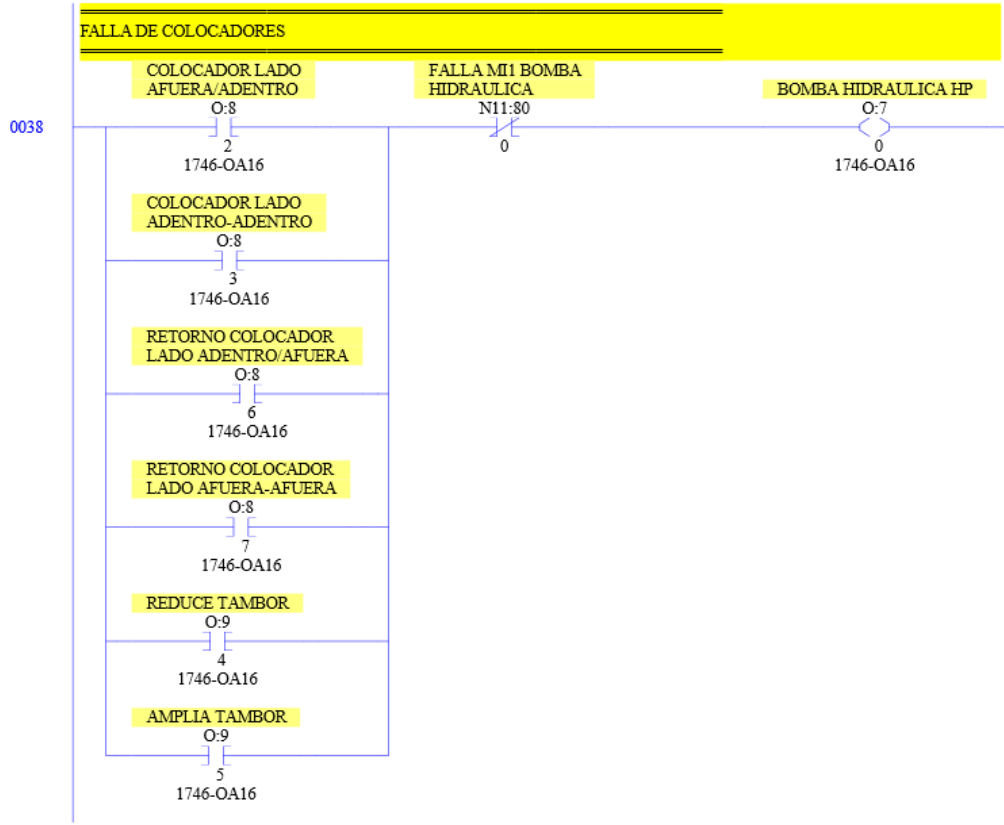 FALLA DE COLOCADORES
COLOCADOR LADO
AFUERA/ADENTRO
O:8
2
1746-OA16
FALLA MI1 BOMBA
HIDRAULICA
N11:80
0
BOMBA HIDRAULICA HP
O:7
0
1746-OA16
0038
COLOCADOR LADO
ADENTRO-ADENTRO
O:8
3
1746-OA16
RETORNO COLOCADOR
LADO ADENTRO/AFUERA
O:8
6
1746-OA16
RETORNO COLOCADOR
LADO AFUERA-AFUERA
O:8
7
1746-OA16
REDUCE TAMBOR
O:9
4
1746-OA16
AMPLIA TAMBOR
O:9
5
1746-OA16